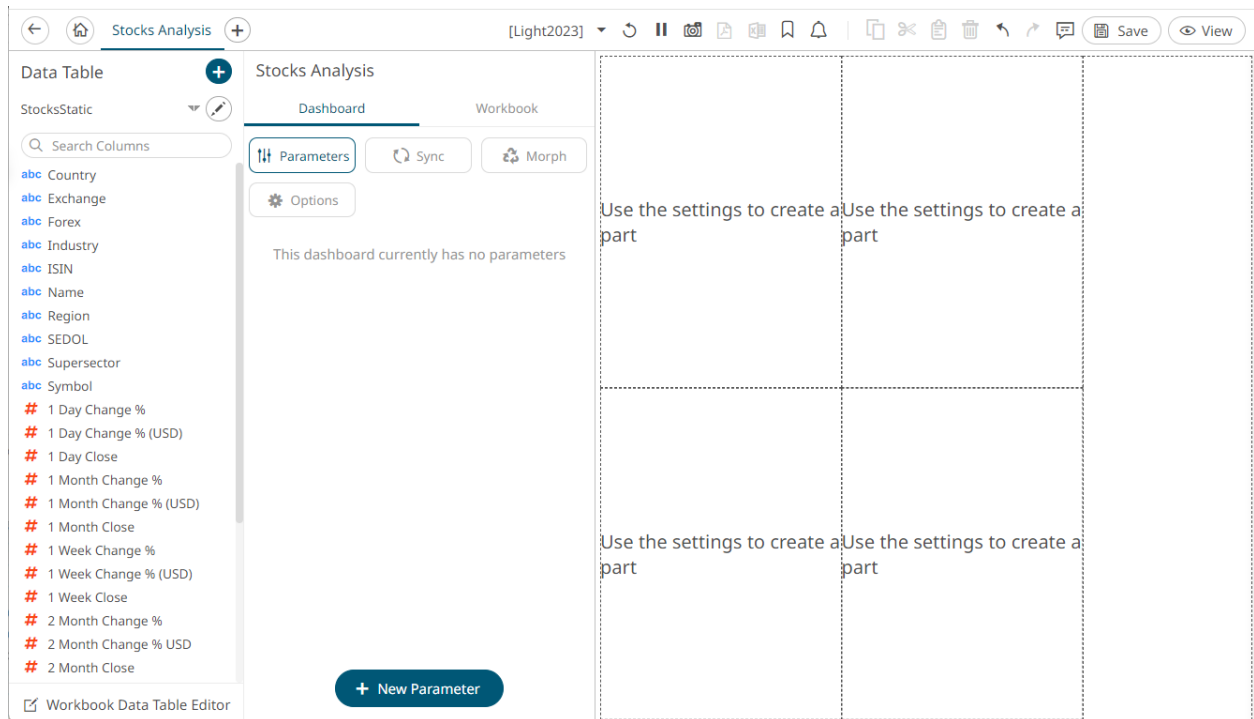 Stocks Analysis
[Light2023]
Save
View
Data Table
StocksStatic
Search Columns
abc Country
abc Exchange
abc Forex
abc Industry
abc ISIN
abc Name
abc Region
abc SEDOL
abc Supersector
abc Symbol
# 1 Day Change %
# 1 Day Change % (USD)
# 1 Day Close
# 1 Month Change %
# 1 Month Change % (USD)
# 1 Month Close
# 1 Week Change %
# 1 Week Change % (USD)
# 1 Week Close
# 2 Month Change %
# 2 Month Change % USD
# 2 Month Close
Workbook Data Table Editor
Stocks Analysis
Dashboard
Workbook
Parameters
Sync
Morph
Options
This dashboard currently has no parameters
+ New Parameter
Use the settings to create a
part
Use the settings to create a
part
Use the settings to create a
part
Use the settings to create a
part